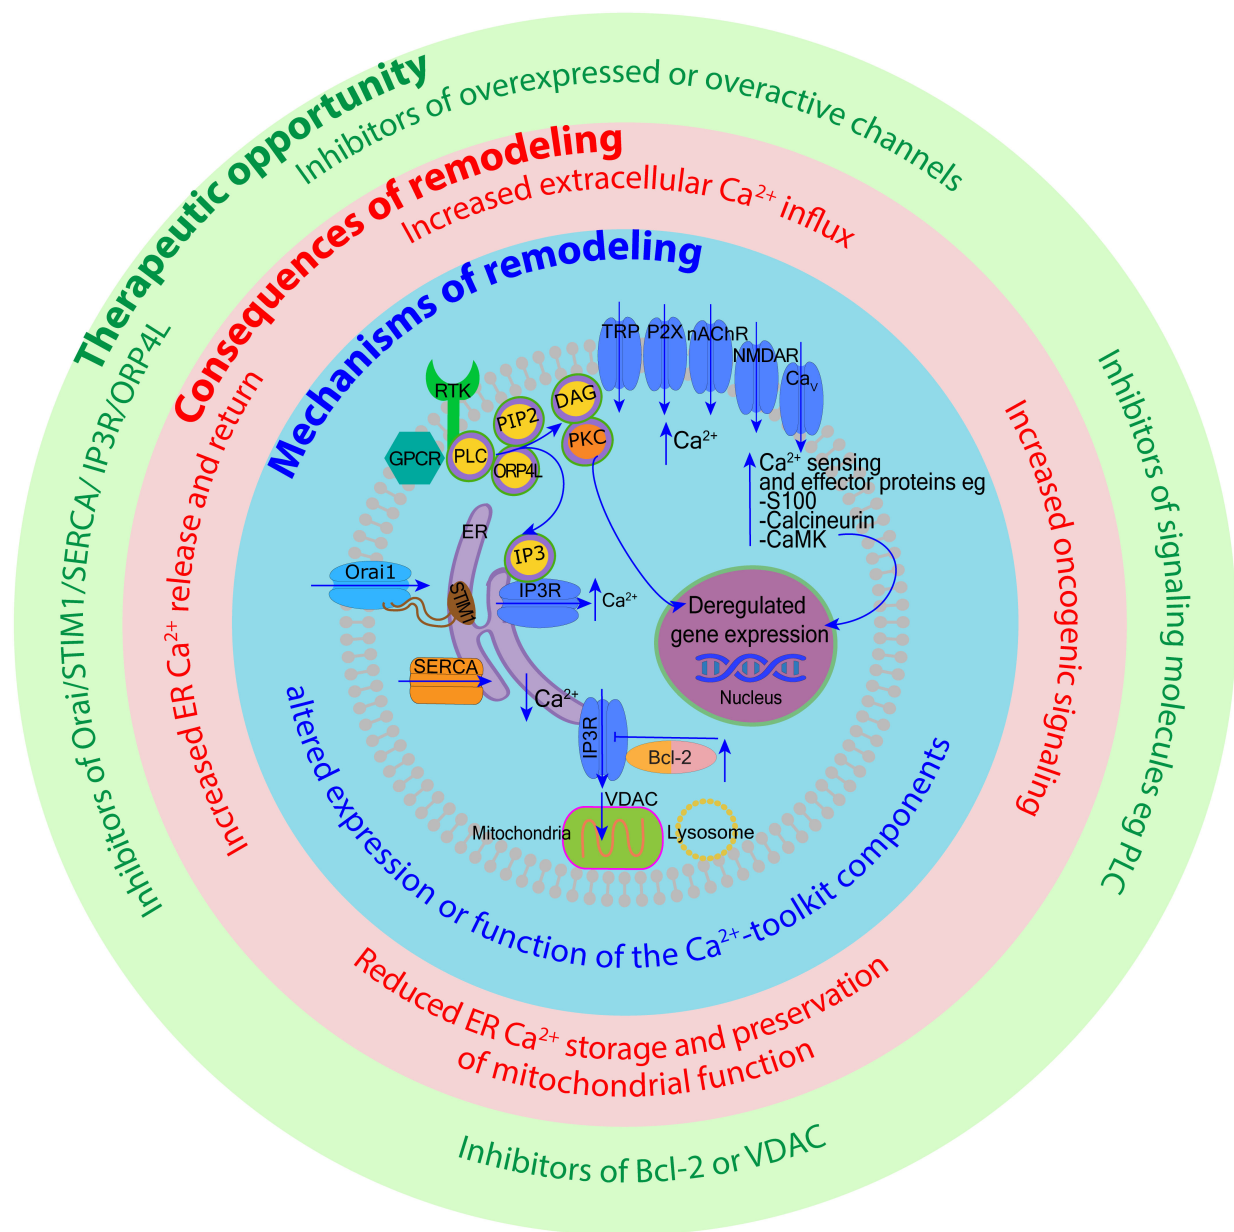 Therapeutic opportunity
Inhibitors of overexpressed or overactive channels
Inhibitors of signaling molecules eg PLC
Inhibitors of Bcl-2 or VDAC
Inhibitors of Orai/STIM1/SERCA/ IP3R/ORP4L
Consequences of remodeling
Increased extracellular Ca²⁺ influx
Increased oncogenic signaling
Reduced ER Ca²⁺ storage and preservation
of mitochondrial function
Increased ER Ca²⁺ release and return
Mechanisms of remodeling
altered expression or function of the Ca²⁺-toolkit components
TRP
P2X
nAChR
NMDAR
Caᵥ
RTK
GPCR
PLC
PIP2
ORP4L
DAG
PKC
Ca²⁺
Ca²⁺ sensing
and effector proteins eg
-S100
-Calcineurin
-CaMK
ER
IP3
IP3R
Ca²⁺
Orai1
STIM1
SERCA
Ca²⁺
Deregulated
gene expression
Nucleus
IP3R
Bcl-2
VDAC
Mitochondria
Lysosome